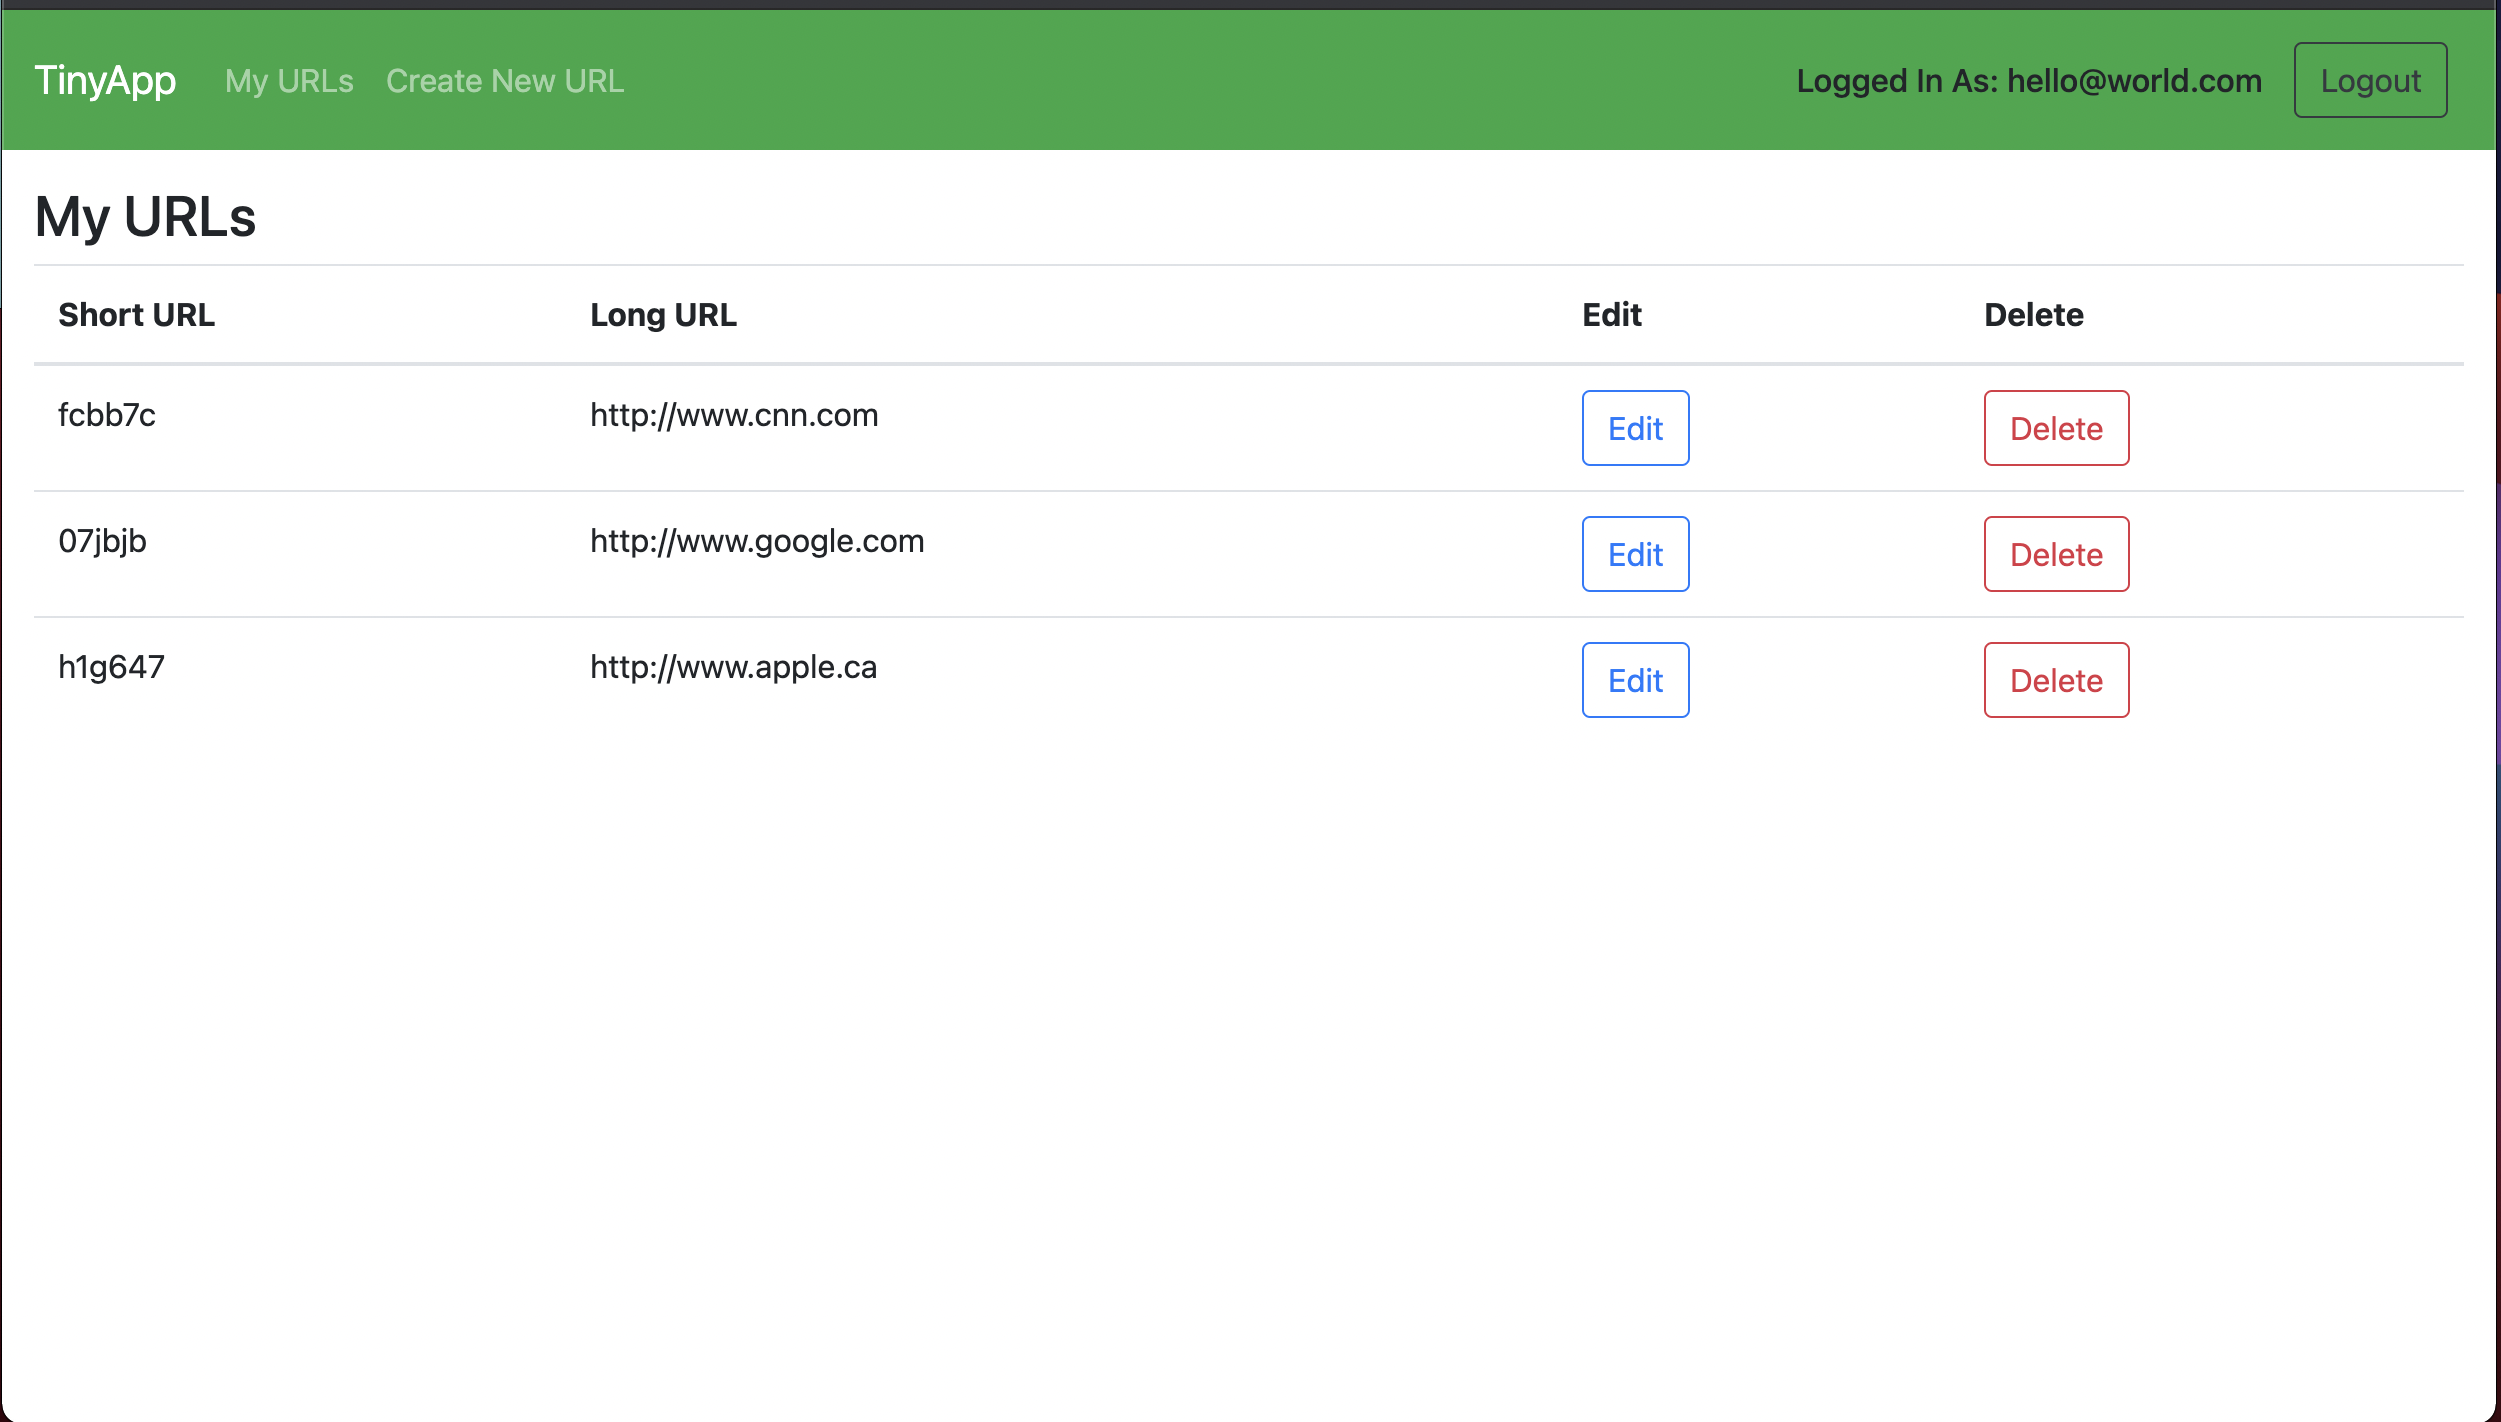 TinyApp My URLs Create New URL Logged In As: hello@world.com Logout
My URLs
Short URL Long URL Edit Delete
fcbb7c http://www.cnn.com Edit Delete
07jbjb http://www.google.com Edit Delete
h1g647 http://www.apple.ca Edit Delete